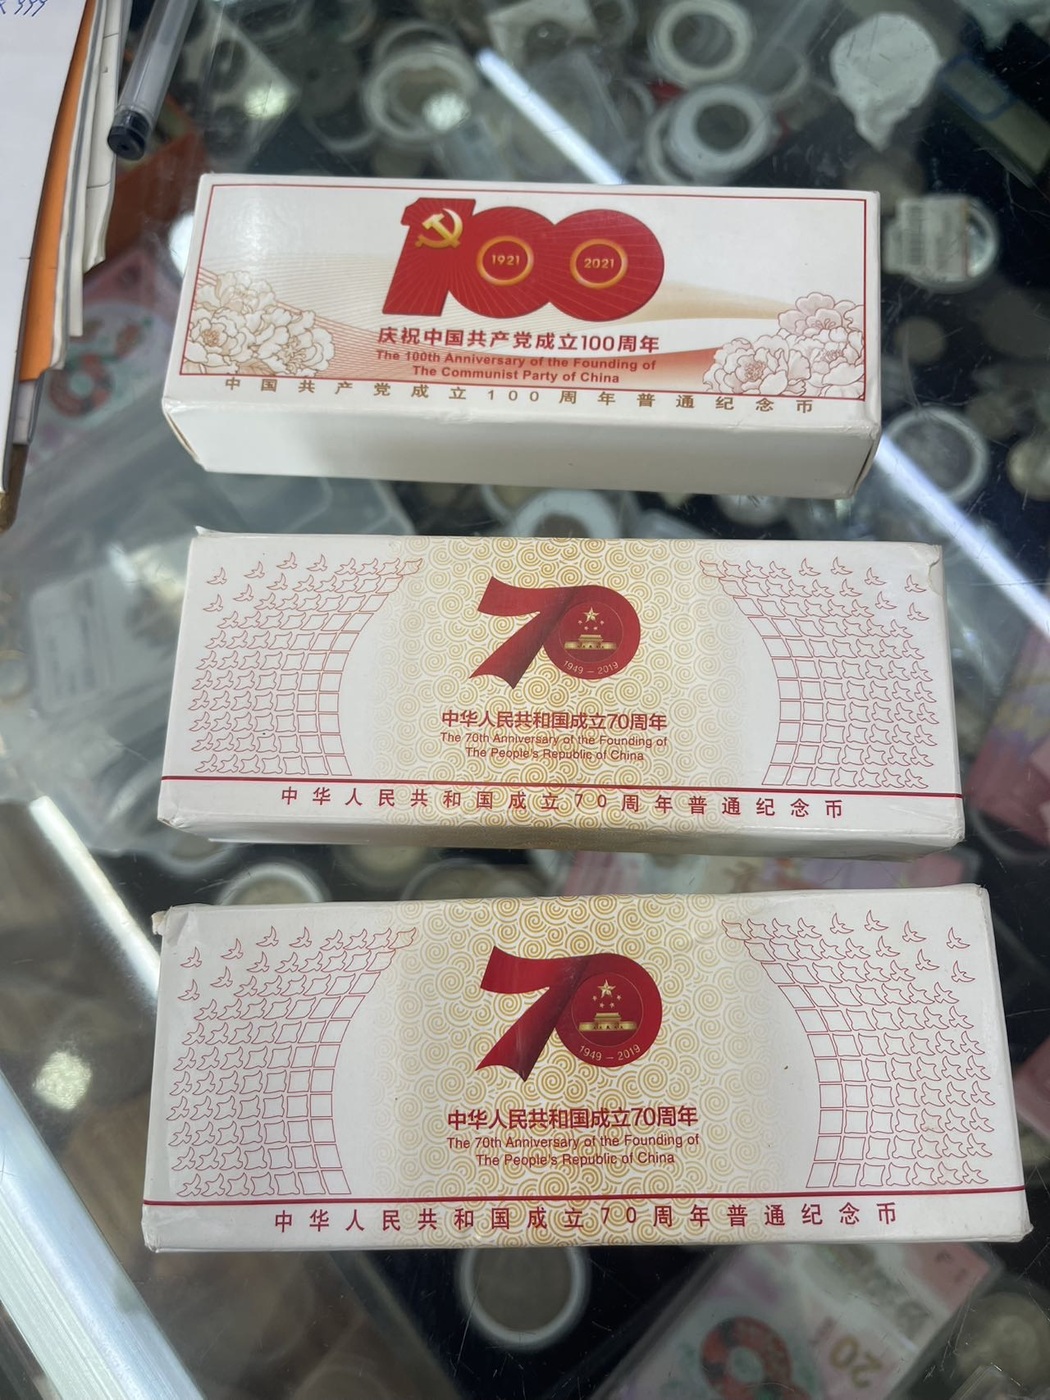 100
1921
2021
庆祝中国共产党成立100周年
The 100th Anniversary of the Founding of
The Communist Party of China
中国共产党成立100周年普通纪念币
70
1949－2019
中华人民共和国成立70周年
The 70th Anniversary of the Founding of
The People's Republic of China
中华人民共和国成立70周年普通纪念币
70
1949－2019
中华人民共和国成立70周年
The 70th Anniversary of the Founding of
The People's Republic of China
中华人民共和国成立70周年普通纪念币
20